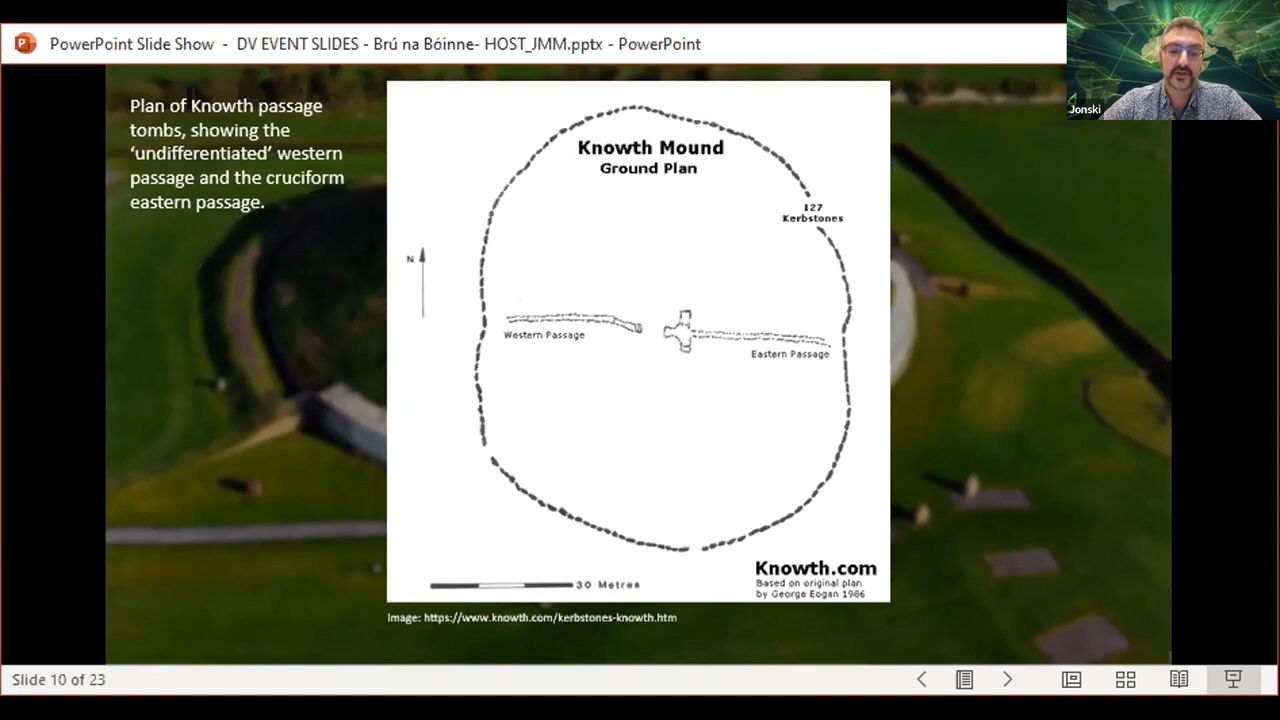 PowerPoint Slide Show - DV EVENT SLIDES - Brú na Bóinne- HOST_JMM.pptx - PowerPoint
Jonski
Plan of Knowth passage
tombs, showing the
‘undifferentiated’ western
passage and the cruciform
eastern passage.
Knowth Mound
Ground Plan
127
Kerbstones
N
Western Passage
Eastern Passage
30 Metres
Knowth.com
Based on original plan
by George Eogan 1986
Image: https://www.knowth.com/kerbstones-knowth.htm
Slide 10 of 23